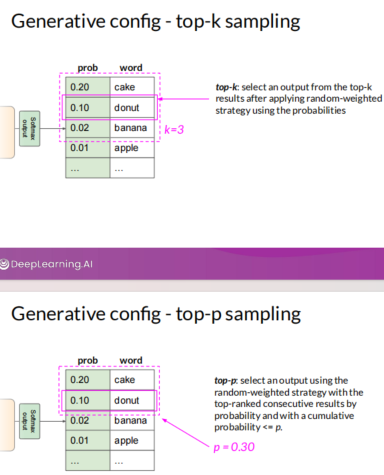 Generative config - top-k sampling
prob word
0.20 cake
0.10 donut
0.02 banana
0.01 apple
... ...
Softmax
output
k=3
top-k: select an output from the top-k
results after applying random-weighted
strategy using the probabilities
DeepLearning.AI
Generative config - top-p sampling
prob word
0.20 cake
0.10 donut
0.02 banana
0.01 apple
... ...
Softmax
output
top-p: select an output using the
random-weighted strategy with the
top-ranked consecutive results by
probability and with a cumulative
probability <= p.
p = 0.30